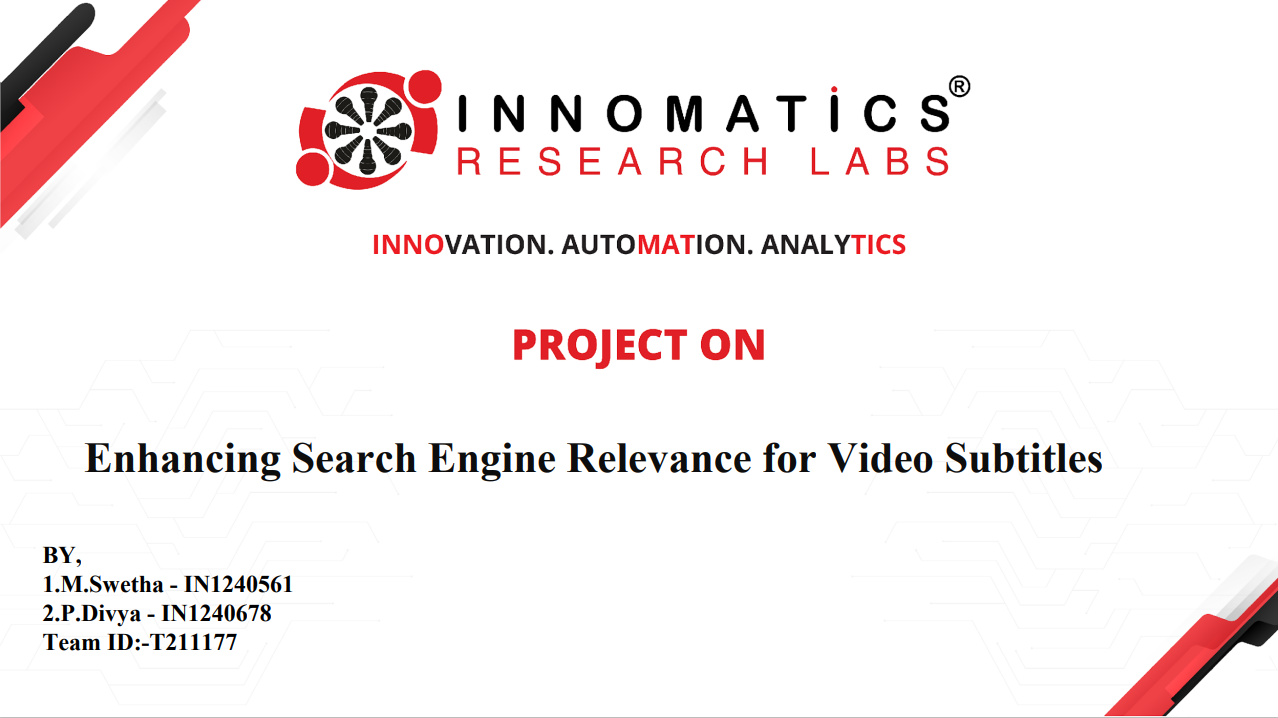 INNOMATICS®
RESEARCH LABS
INNOVATION. AUTOMATION. ANALYTICS
PROJECT ON
Enhancing Search Engine Relevance for Video Subtitles
BY,
1.M.Swetha - IN1240561
2.P.Divya - IN1240678
Team ID:-T211177